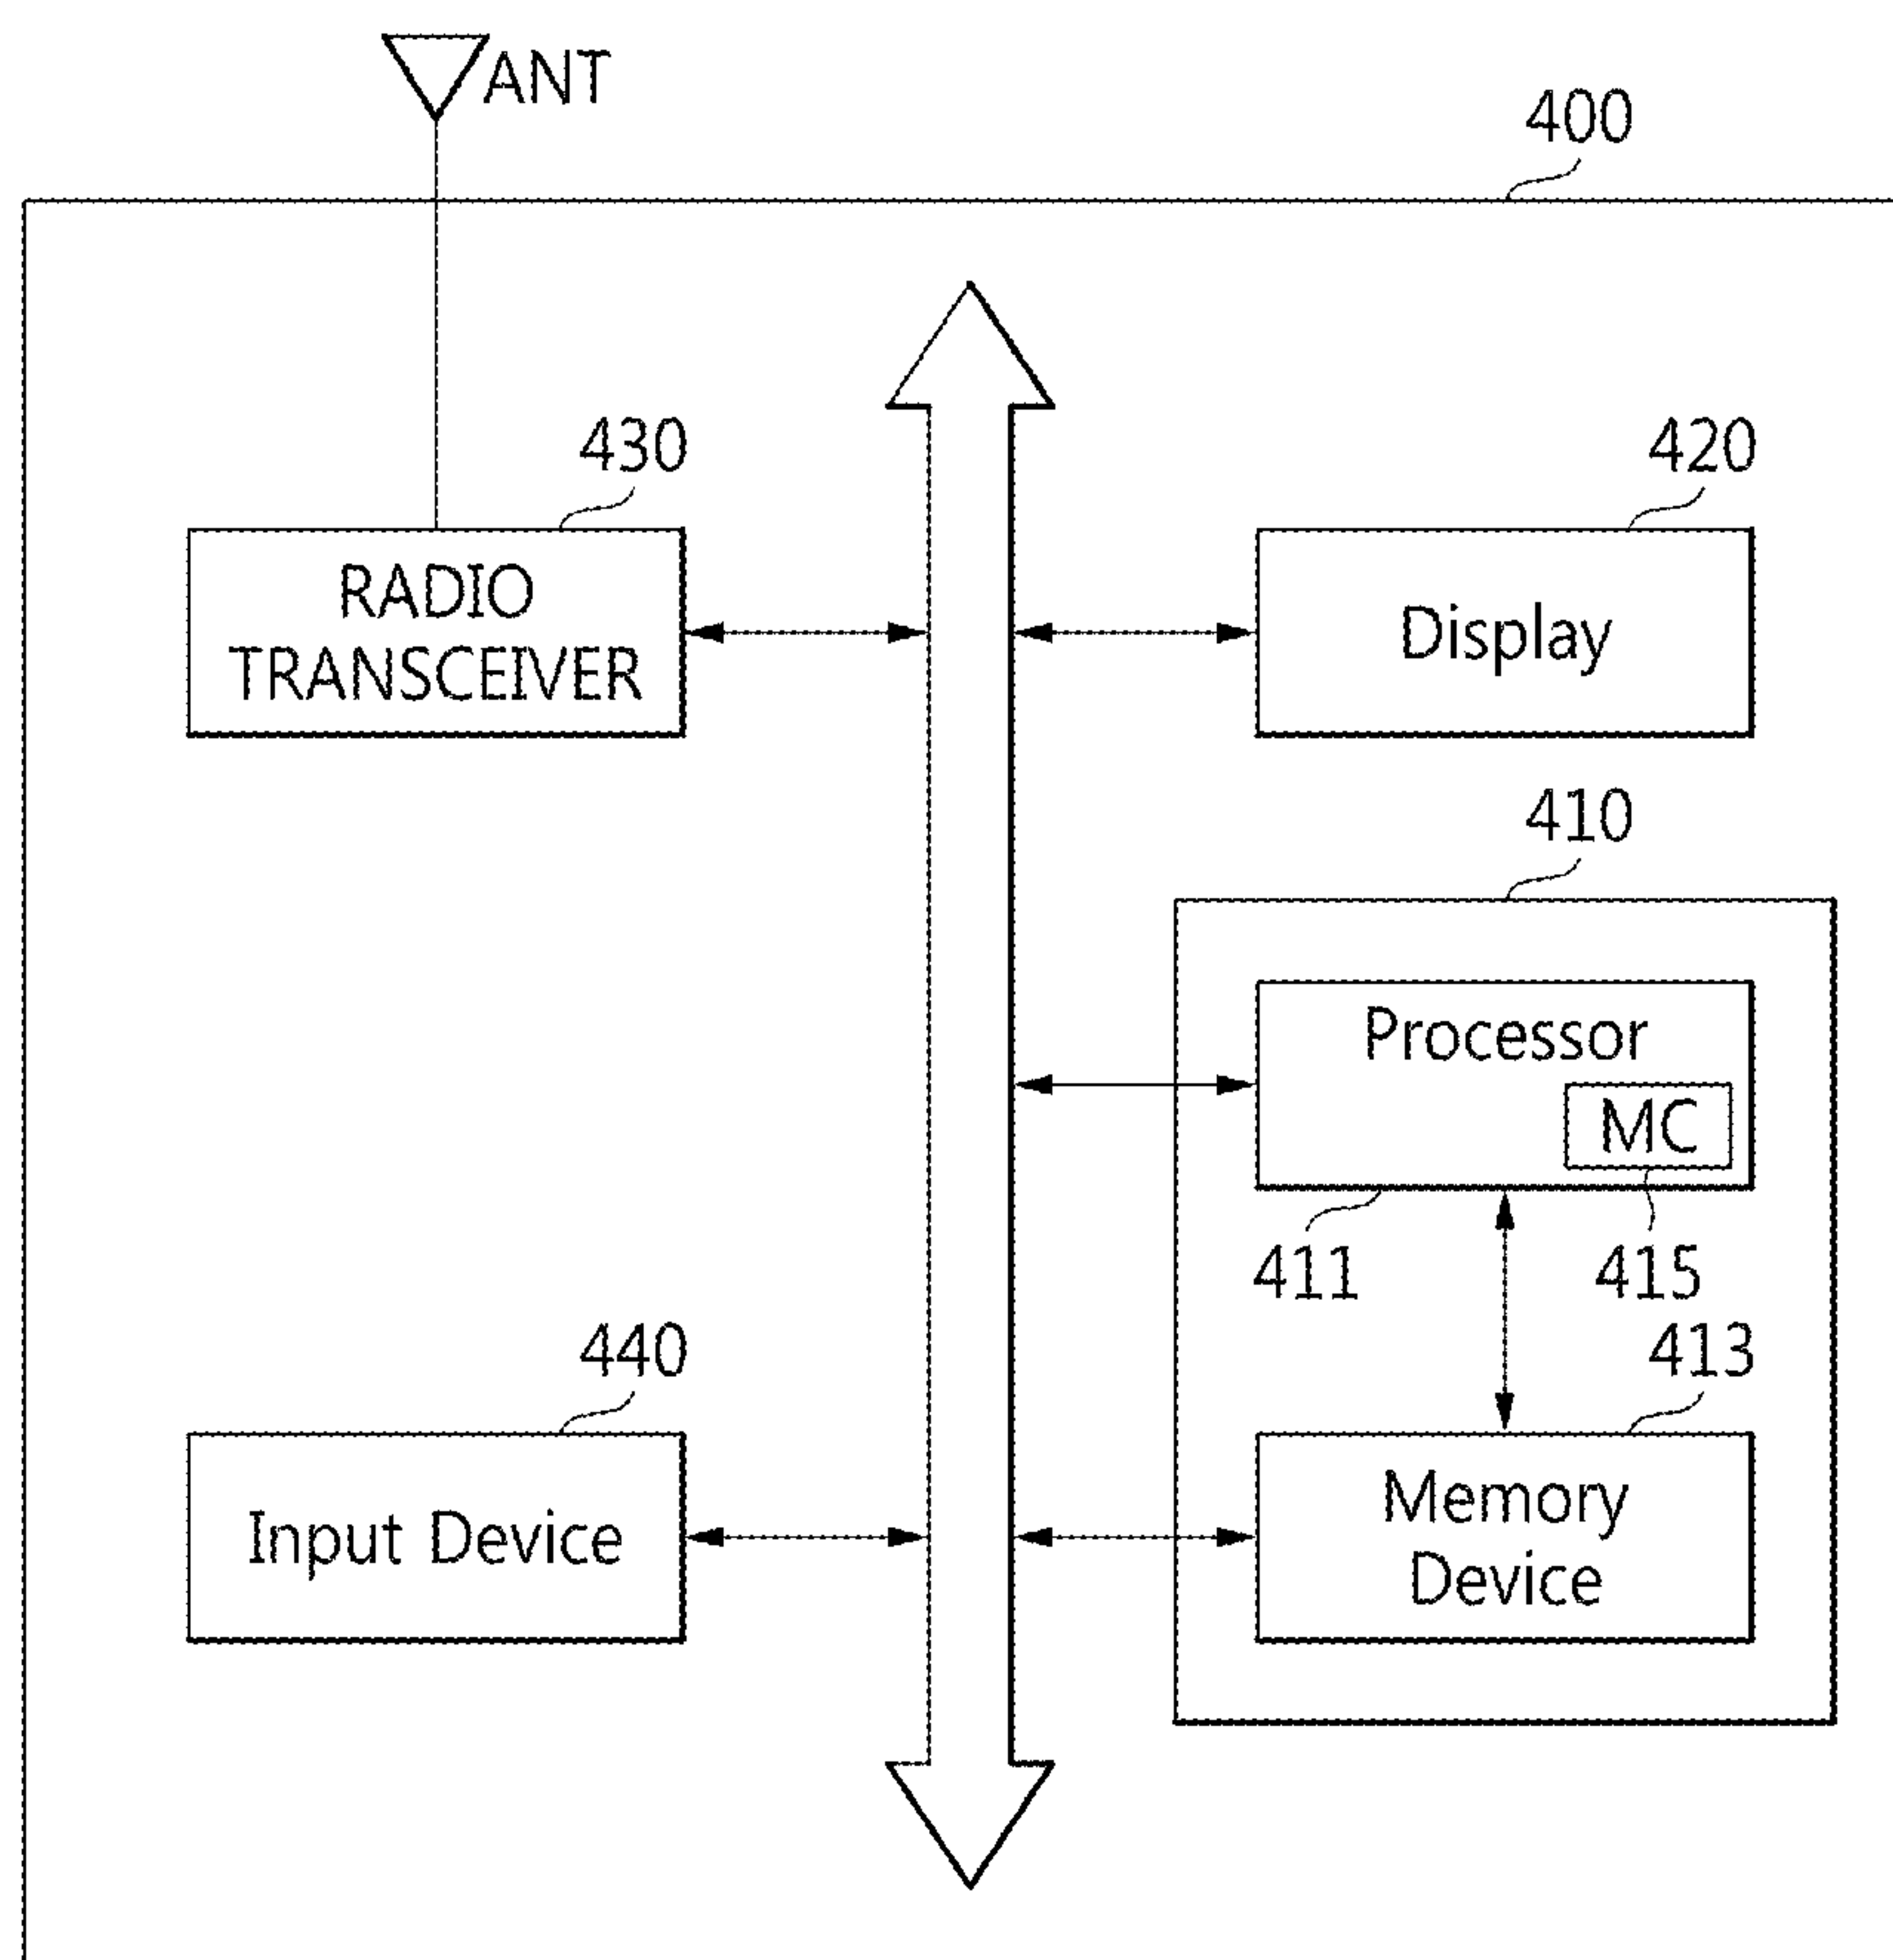 ANT
400
430
420
RADIO
TRANSCEIVER
Display
410
Processor
MC
411
415
440
413
Input Device
Memory
Device